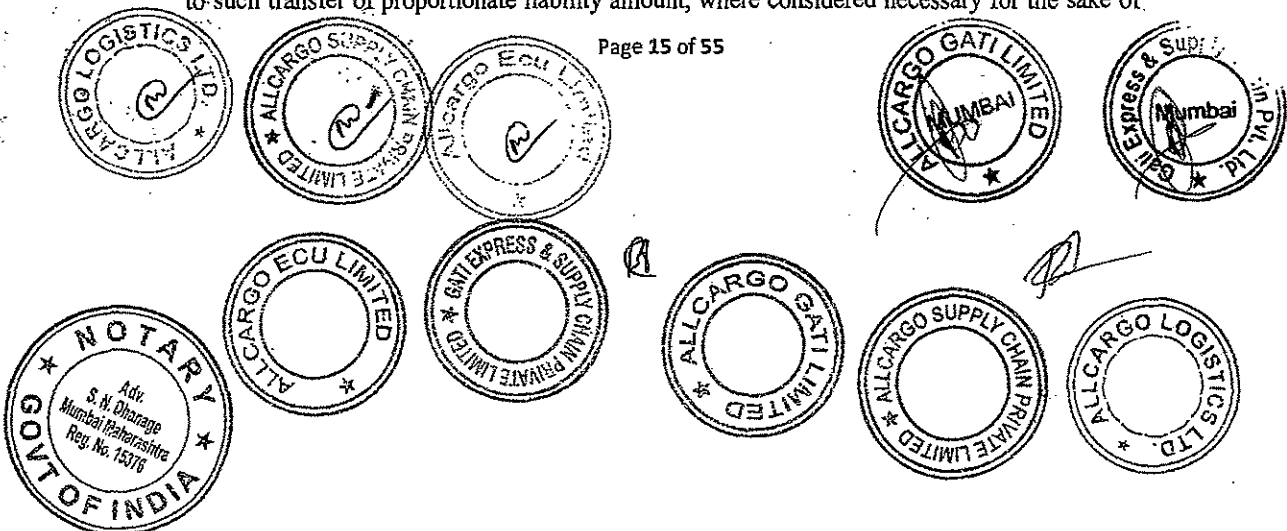 to such transfer of proportionate liability amount, where considered necessary for the sake of
Page 15 of 55
ALLCARGO LOGISTICS LTD. ★
ALLCARGO SUPPLY CHAIN PRIVATE LIMITED ★
Allcargo Ecu Limited ★
ALLCARGO GATI LIMITED ★
MUMBAI
Gati Express & Supply Pvt. Ltd. ★
Mumbai
ALLCARGO ECU LIMITED ★
GATI EXPRESS & SUPPLY CHAIN PRIVATE LIMITED ★
ALLCARGO GATI LIMITED ★
ALLCARGO SUPPLY CHAIN PRIVATE LIMITED ★
ALLCARGO LOGISTICS LTD. ★
★ NOTARY ★
GOVT OF INDIA
Adv.
S. N. Dhanage
Mumbai Maharashtra
Reg. No. 15376